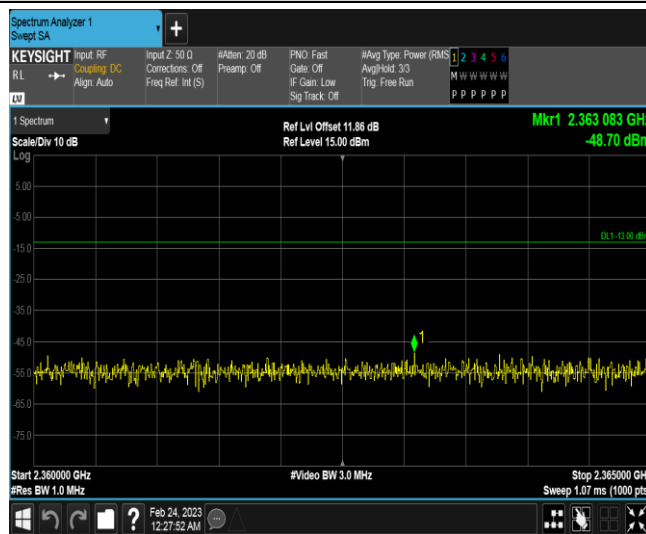 Spectrum Analyzer 1
Swept SA
KEYSIGHT
RL
LXI
Input: RF
Coupling: DC
Align: Auto
Input Z: 50 Ω
Corrections: Off
Freq Ref: Int (S)
#Atten: 20 dB
Preamp: Off
PNO: Fast
Gate: Off
IF Gain: Low
Sig Track: Off
#Avg Type: Power (RMS
Avg|Hold: 3/3
Trig: Free Run
1 2 3 4 5 6
M W W W W W
P P P P P P
1 Spectrum
Scale/Div 10 dB
Log
Ref Lvl Offset 11.86 dB
Ref Level 15.00 dBm
Mkr1 2.363 083 GHz
-48.70 dBm
5.00
-5.00
DL1 -13.00 dBm
-15.0
-25.0
-35.0
-45.0
1
-55.0
-65.0
-75.0
Start 2.360000 GHz
#Res BW 1.0 MHz
#Video BW 3.0 MHz
Stop 2.365000 GHz
Sweep 1.07 ms (1000 pts
?
Feb 24, 2023
12:27:52 AM